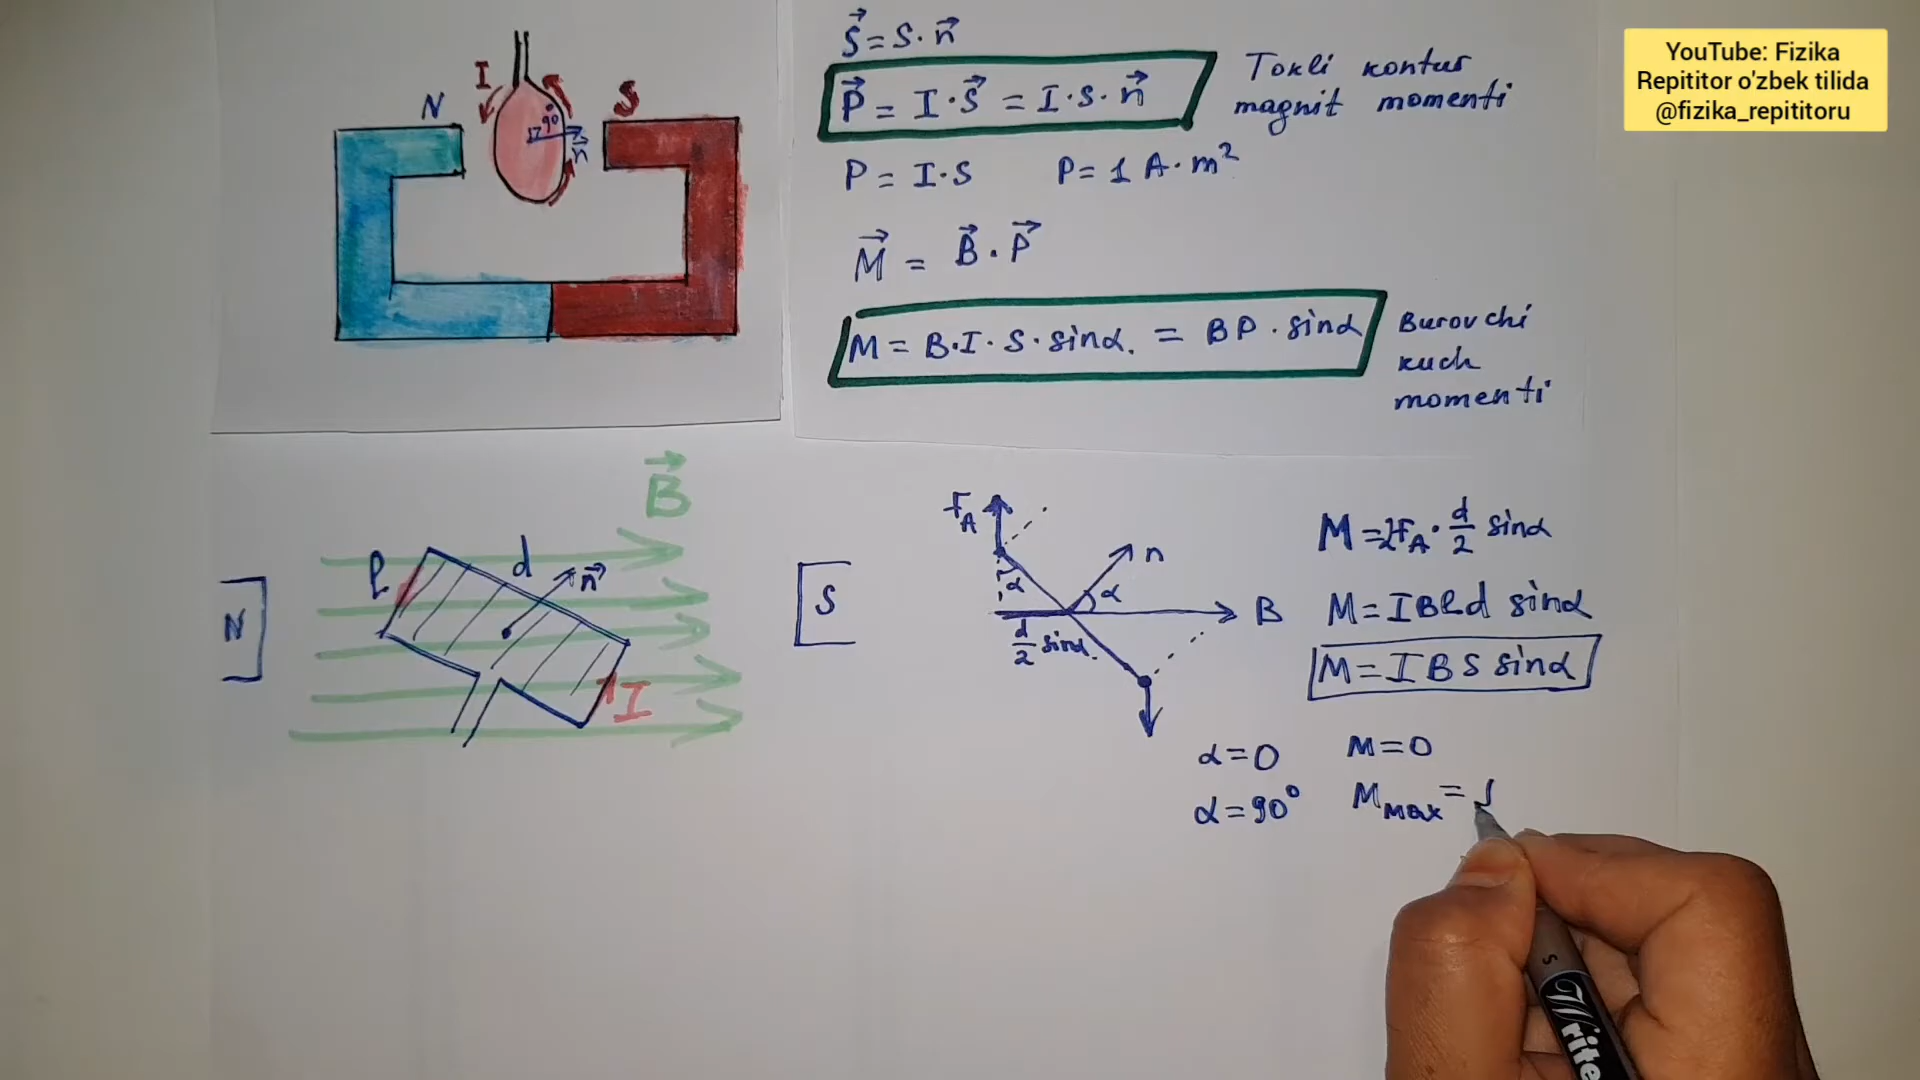 YouTube: Fizika
Repititor o'zbek tilida
@fizika_repititoru
I
N
S
90°
n⃗
S⃗ = S · n⃗
P⃗ = I · S⃗ = I · S · n⃗
Tokli kontur
magnit momenti
P = I · S P = 1 A · m²
M⃗ = B⃗ · P⃗
M = B · I · S · sinα. = BP · sinα
Burovchi
kuch
momenti
B⃗
N
ℓ
d
n⃗
I
S
F_A
α
n
α
B
d/2 sinα.
M = 2F_A · d/2 sinα
M = IBℓd sinα
M = IBS sinα
α = 0 M = 0
α = 90° M_max =
Write
S